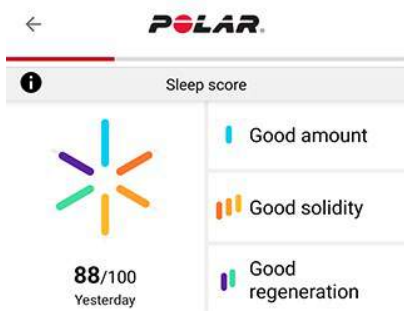 POLAR.
Sleep score
Good amount
Good solidity
Good
regeneration
88/100
Yesterday